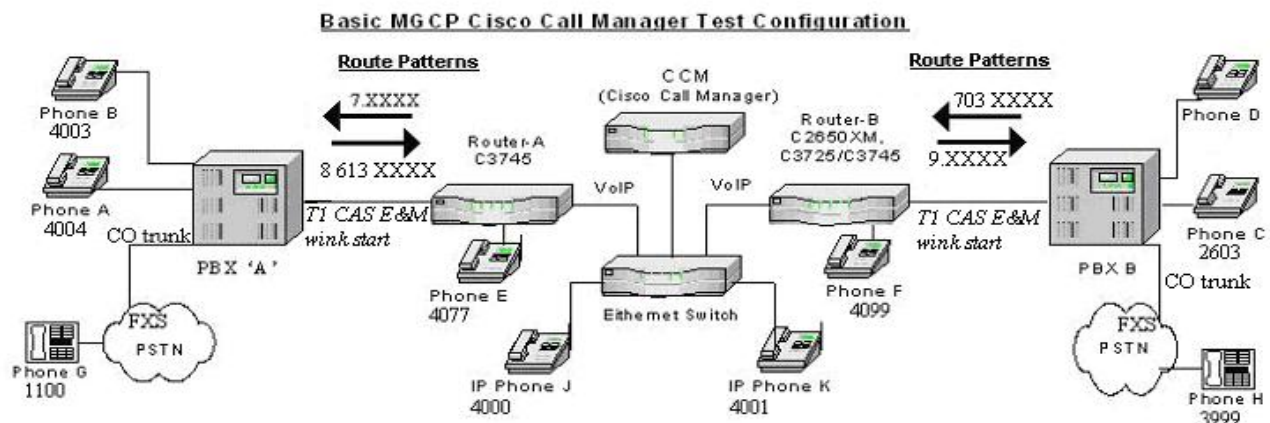 Basic MGCP Cisco Call Manager Test Configuration
Route Patterns
7.XXXX
8 613 XXXX
Route Patterns
703 XXXX
9.XXXX
CCM
(Cisco Call Manager)
Phone B
4003
Phone A
4004
CO trunk
PBX 'A'
T1 CAS E&M
wink start
Router-A
C3745
VoIP
VoIP
Router-B
C2650XM,
C3725/C3745
T1 CAS E&M
wink start
Phone D
Phone C
2603
PBX B
CO trunk
Phone E
4077
Eithernet Switch
Phone F
4099
FXS
PSTN
Phone G
1100
IP Phone J
4000
IP Phone K
4001
FXS
PSTN
Phone H
3999